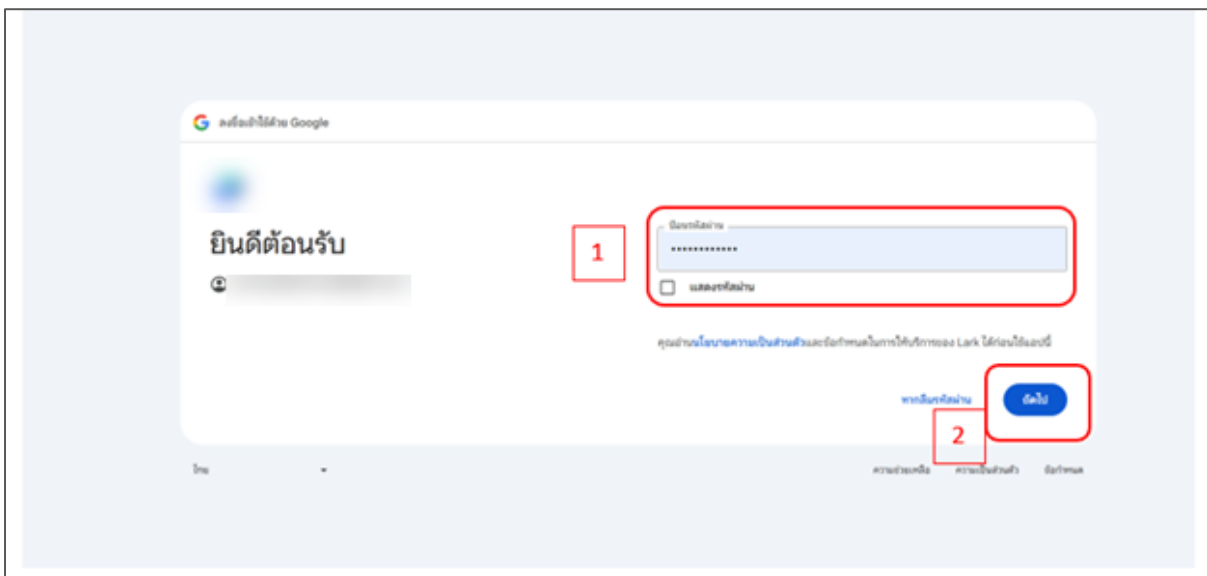 ลงชื่อเข้าใช้ด้วย Google
ยินดีต้อนรับ
1
ป้อนรหัสผ่าน
••••••••••••
แสดงรหัสผ่าน
คุณอ่านนโยบายความเป็นส่วนตัวและข้อกำหนดในการให้บริการของ Lark ได้ก่อนใช้แอปนี้
หากลืมรหัสผ่าน
ถัดไป
2
ไทย
ความช่วยเหลือ
ความเป็นส่วนตัว
ข้อกำหนด